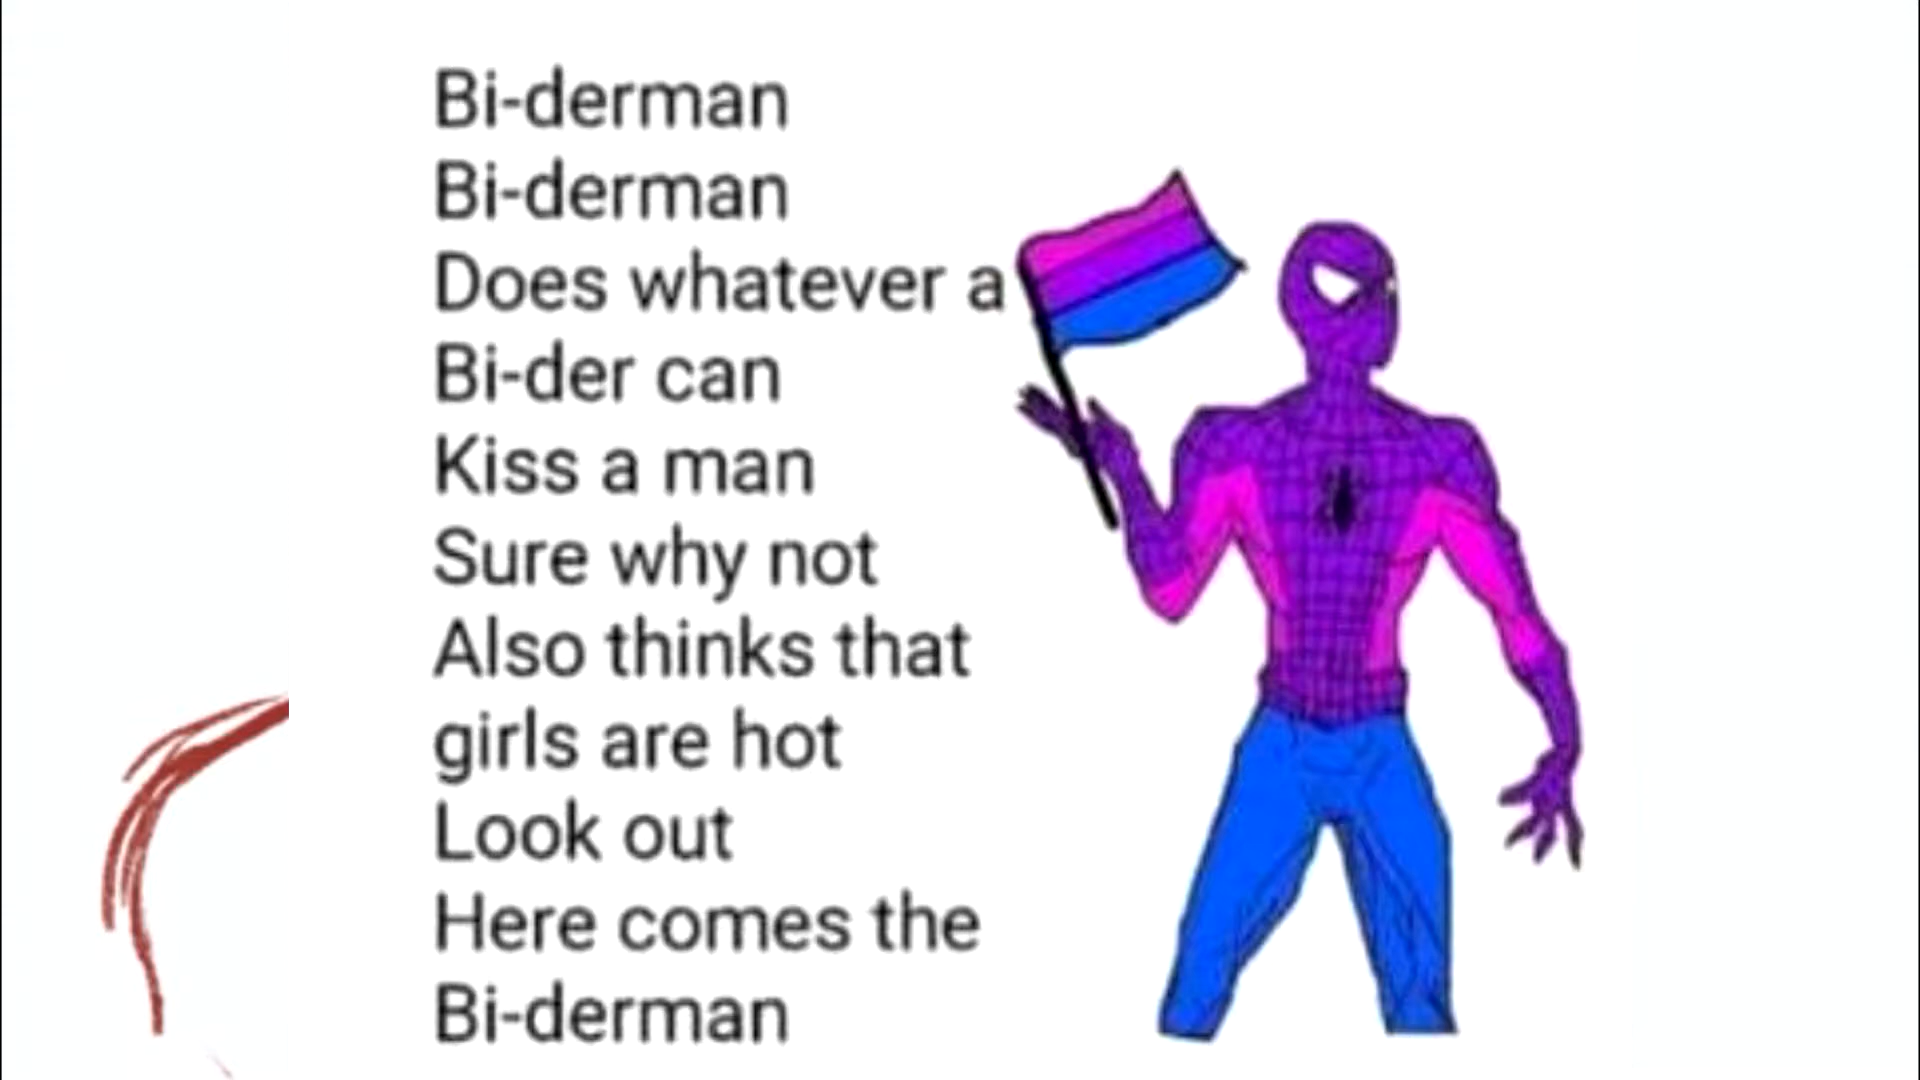 Bi-derman
Bi-derman
Does whatever a
Bi-der can
Kiss a man
Sure why not
Also thinks that
girls are hot
Look out
Here comes the
Bi-derman